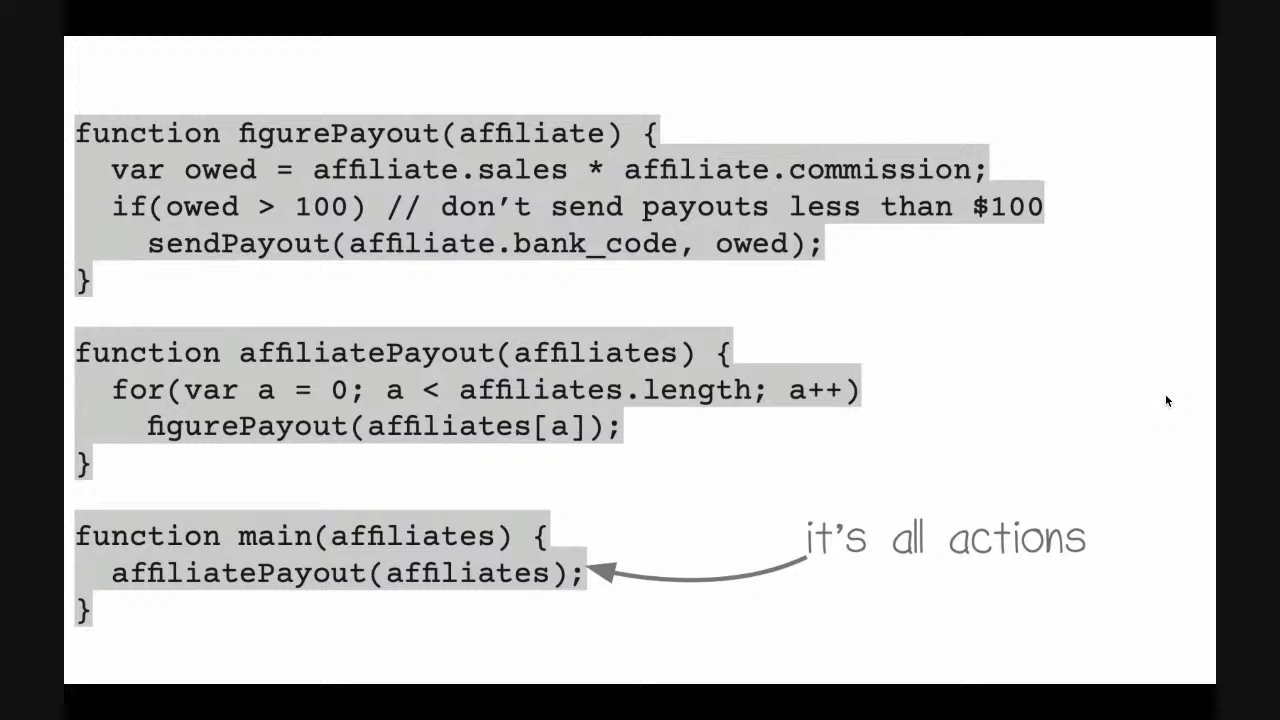 function figurePayout(affiliate) {
  var owed = affiliate.sales * affiliate.commission;
  if(owed > 100) // don’t send payouts less than $100
    sendPayout(affiliate.bank_code, owed);
}
function affiliatePayout(affiliates) {
  for(var a = 0; a < affiliates.length; a++)
    figurePayout(affiliates[a]);
}
function main(affiliates) {
  affiliatePayout(affiliates);
}
it's all actions